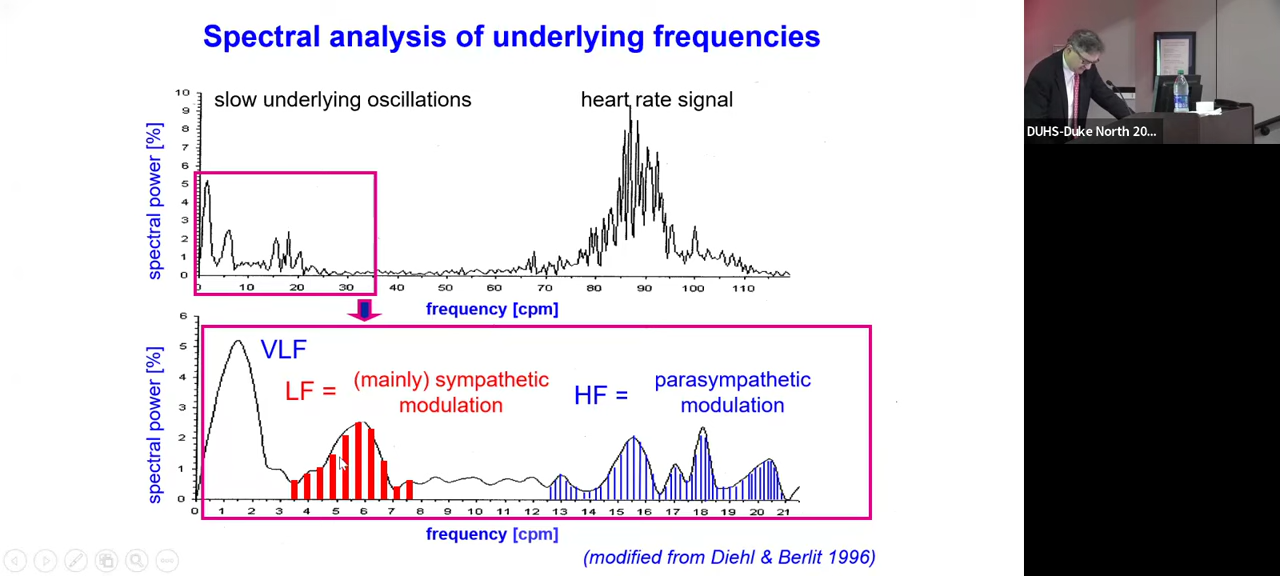 Spectral analysis of underlying frequencies
slow underlying oscillations
heart rate signal
spectral power [%]
10
9
8
7
6
5
4
3
2
1
0
0 10 20 30 40 50 60 70 80 90 100 110
frequency [cpm]
spectral power [%]
6
5
4
3
2
1
0
0 1 2 3 4 5 6 7 8 9 10 11 12 13 14 15 16 17 18 19 20 21
VLF
LF = (mainly) sympathetic
modulation
HF = parasympathetic
modulation
frequency [cpm]
(modified from Diehl & Berlit 1996)
DUHS-Duke North 20...